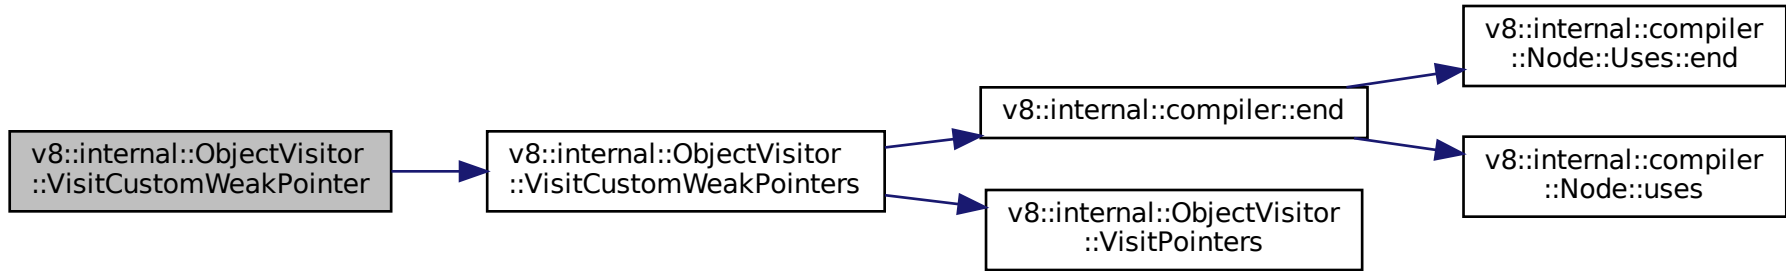 v8::internal::ObjectVisitor
::VisitCustomWeakPointer
v8::internal::ObjectVisitor
::VisitCustomWeakPointers
v8::internal::compiler::end
v8::internal::ObjectVisitor
::VisitPointers
v8::internal::compiler
::Node::Uses::end
v8::internal::compiler
::Node::uses